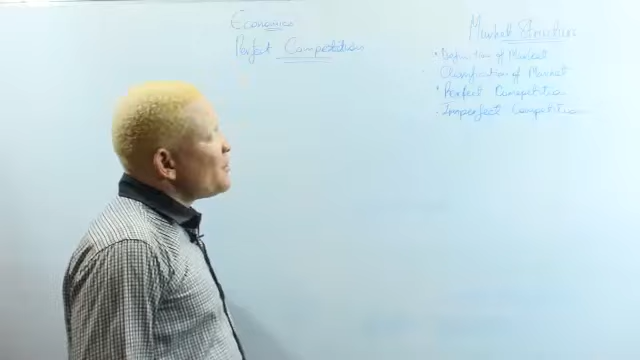 Economics
Perfect Competition
Market Structure
• Definition of Market
• Classification of Market
• Perfect Competition
• Imperfect Competition